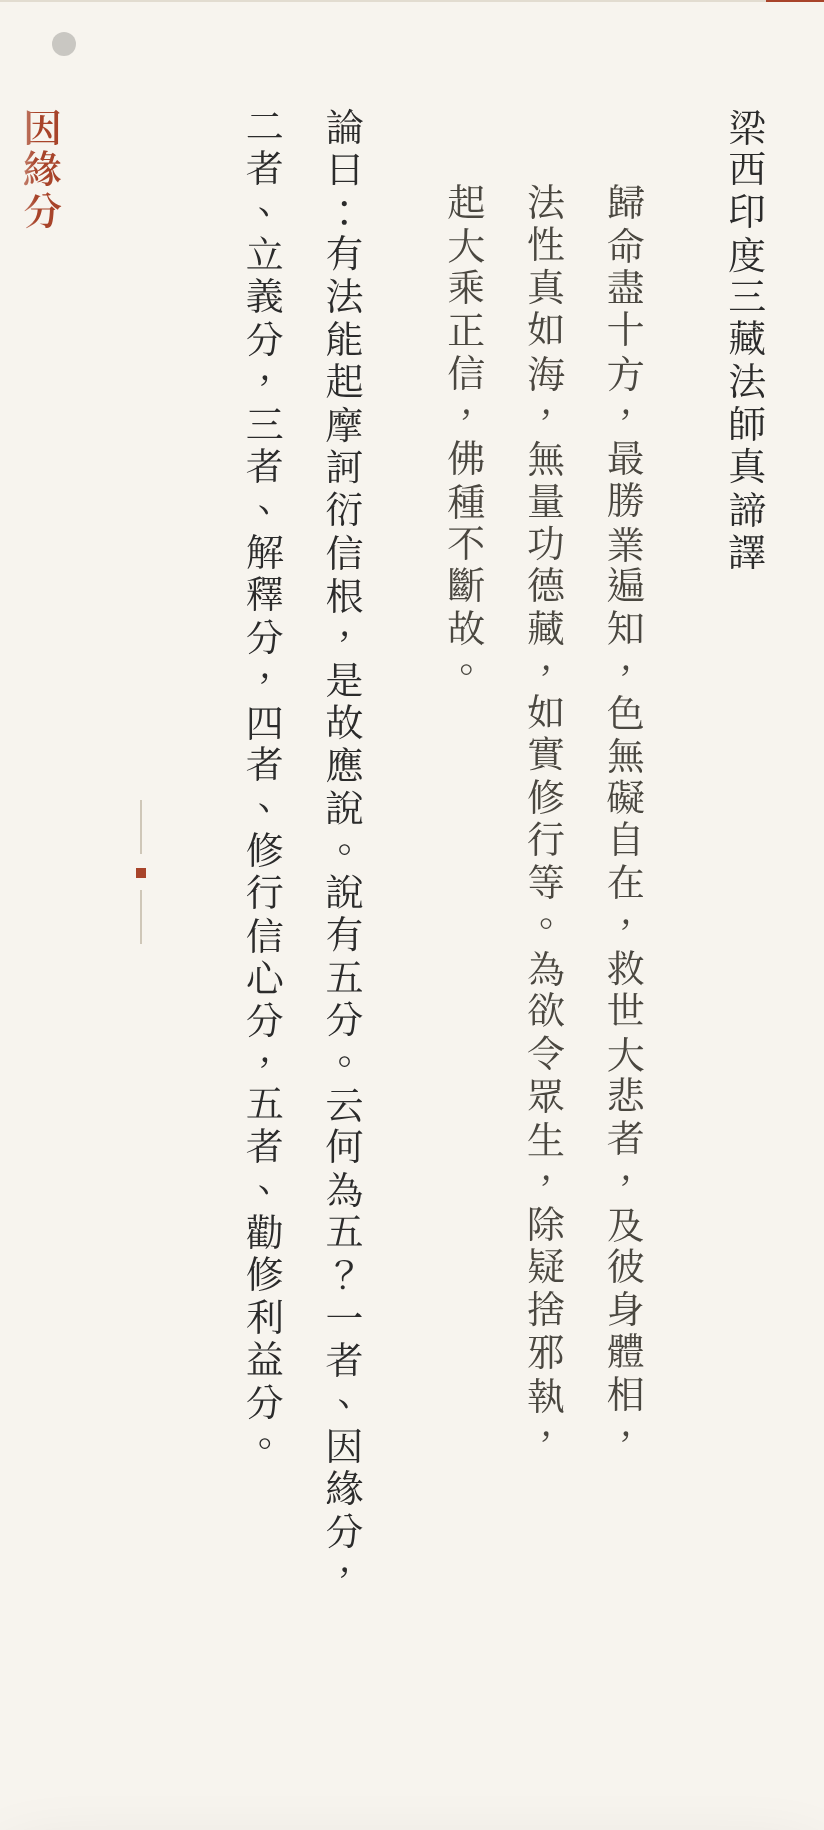 梁西印度三藏法師真諦譯
歸命盡十方，最勝業遍知，色無礙自在，救世大悲者，及彼身體相，
法性真如海，無量功德藏，如實修行等。為欲令眾生，除疑捨邪執，
起大乘正信，佛種不斷故。
論曰：有法能起摩訶衍信根，是故應說。說有五分。云何為五？一者、因緣分，
二者、立義分，三者、解釋分，四者、修行信心分，五者、勸修利益分。
因緣分